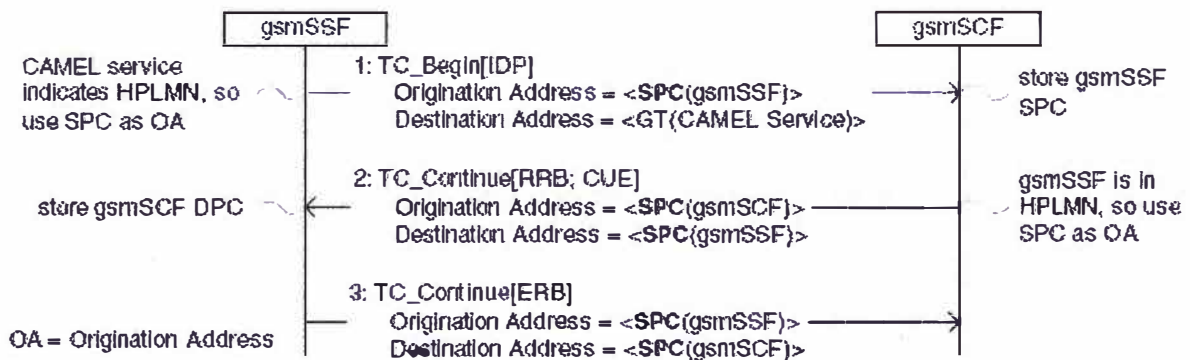 gsmSSF
gsmSCF
CAMEL service
indicates HPLMN, so
use SPC as OA
1: TC_Begin[IDP]
Origination Address = <SPC(gsmSSF)>
Destination Address = <GT(CAMEL Service)>
store gsmSSF
SPC
2: TC_Continue[RRB; CUE]
store gsmSCF DPC
Origination Address = <SPC(gsmSCF)>
Destination Address = <SPC(gsmSSF)>
gsmSSF is in
HPLMN, so use
SPC as OA
3: TC_Continue[ERB]
Origination Address = <SPC(gsmSSF)>
Destination Address = <SPC(gsmSCF)>
OA = Origination Address